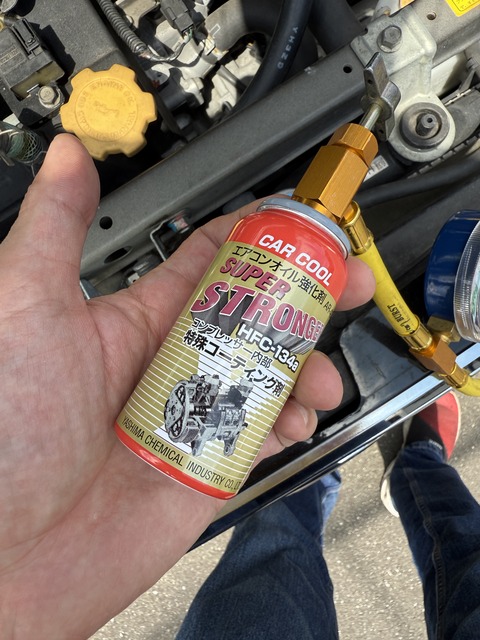 CAR COOL
エアコンオイル強化剤
SUPER
STRONGER
HFC-134a
コンプレッサー内部
特殊コーティング剤
YASHIMA CHEMICAL INDUSTRY CO.,